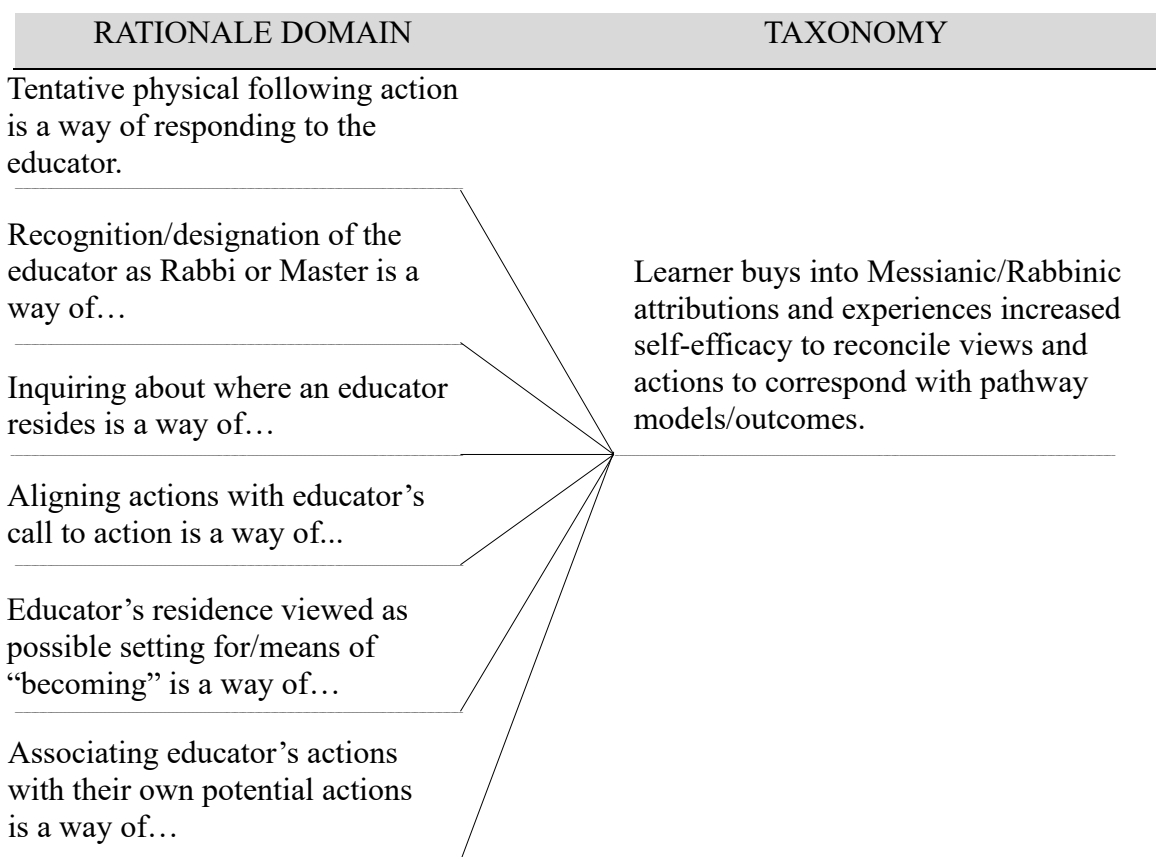 RATIONALE DOMAIN
TAXONOMY
Tentative physical following action
is a way of responding to the
educator.
Recognition/designation of the
educator as Rabbi or Master is a
way of…
Inquiring about where an educator
resides is a way of…
Aligning actions with educator’s
call to action is a way of...
Educator’s residence viewed as
possible setting for/means of
“becoming” is a way of…
Associating educator’s actions
with their own potential actions
is a way of…
Learner buys into Messianic/Rabbinic
attributions and experiences increased
self-efficacy to reconcile views and
actions to correspond with pathway
models/outcomes.